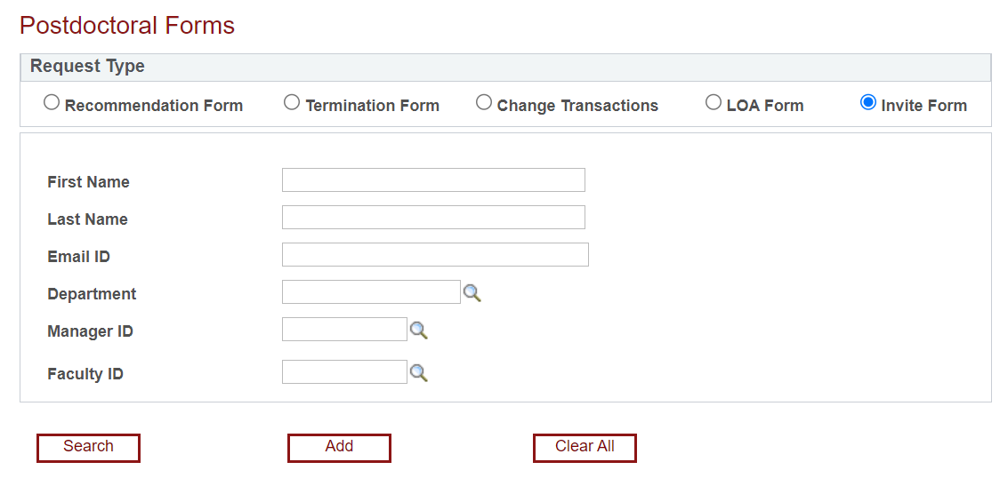 Postdoctoral Forms
Request Type
Recommendation Form Termination Form Change Transactions LOA Form Invite Form
First Name
Last Name
Email ID
Department
Manager ID
Faculty ID
Search Add Clear All